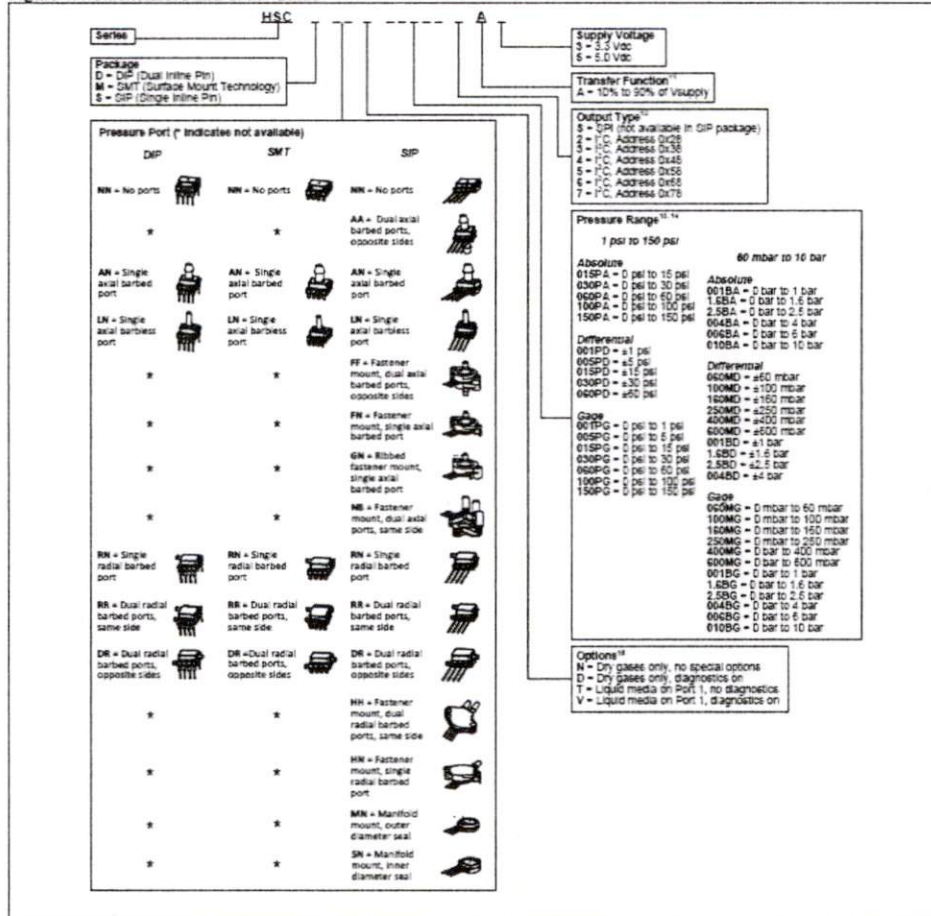 HSC A
Series
Package
D = DIP (Dual Inline Pin)
M = SMT (Surface Mount Technology)
S = SIP (Single Inline Pin)
Supply Voltage
3 = 3.3 Vdc
5 = 5.0 Vdc
Transfer Function¹¹
A = 10% to 90% of Vsupply
Output Type¹²
S = SPI (not available in SIP package)
2 = I²C, Address 0x28
3 = I²C, Address 0x38
4 = I²C, Address 0x48
5 = I²C, Address 0x58
6 = I²C, Address 0x68
7 = I²C, Address 0x78
Pressure Port (* Indicates not available)
DIP SMT SIP
NN = No ports
NN = No ports
NN = No ports
*
*
AA = Dual axial
barbed ports,
opposite sides
AN = Single
axial barbed
port
AN = Single
axial barbed
port
AN = Single
axial barbed
port
LN = Single
axial barbless
port
LN = Single
axial barbless
port
LN = Single
axial barbless
port
*
*
FF = Fastener
mount, dual axial
barbed ports,
opposite sides
*
*
FN = Fastener
mount, single axial
barbed port
*
*
GN = Ribbed
fastener mount,
single axial
barbed port
*
*
NB = Fastener
mount, dual axial
ports, same side
RN = Single
radial barbed
port
RN = Single
radial barbed
port
RN = Single
radial barbed
port
RR = Dual radial
barbed ports,
same side
RR = Dual radial
barbed ports,
same side
RR = Dual radial
barbed ports,
same side
DR = Dual radial
barbed ports,
opposite sides
DR =Dual radial
barbed ports,
opposite sides
DR = Dual radial
barbed ports,
opposite sides
*
*
HH = Fastener
mount, dual
radial barbed
ports, same side
*
*
HN = Fastener
mount, single
radial barbed
port
*
*
MN = Manifold
mount, outer
diameter seal
*
*
SN = Manifold
mount, inner
diameter seal
Pressure Range
1 psi to 150 psi
Absolute
015PA = 0 psi to 15 psi
030PA = 0 psi to 30 psi
060PA = 0 psi to 60 psi
100PA = 0 psi to 100 psi
150PA = 0 psi to 150 psi
Differential
001PD = ±1 psi
005PD = ±5 psi
015PD = ±15 psi
030PD = ±30 psi
060PD = ±60 psi
Gage
001PG = 0 psi to 1 psi
005PG = 0 psi to 5 psi
015PG = 0 psi to 15 psi
030PG = 0 psi to 30 psi
060PG = 0 psi to 60 psi
100PG = 0 psi to 100 psi
150PG = 0 psi to 150 psi
60 mbar to 10 bar
Absolute
001BA = 0 bar to 1 bar
1.6BA = 0 bar to 1.6 bar
2.5BA = 0 bar to 2.5 bar
004BA = 0 bar to 4 bar
006BA = 0 bar to 6 bar
010BA = 0 bar to 10 bar
Differential
060MD = ±60 mbar
100MD = ±100 mbar
160MD = ±160 mbar
250MD = ±250 mbar
400MD = ±400 mbar
600MD = ±600 mbar
001BD = ±1 bar
1.6BD = ±1.6 bar
2.5BD = ±2.5 bar
004BD = ±4 bar
Gage
060MG = 0 mbar to 60 mbar
100MG = 0 mbar to 100 mbar
160MG = 0 mbar to 160 mbar
250MG = 0 mbar to 250 mbar
400MG = 0 bar to 400 mbar
600MG = 0 bar to 600 mbar
001BG = 0 bar to 1 bar
1.6BG = 0 bar to 1.6 bar
2.5BG = 0 bar to 2.5 bar
004BG = 0 bar to 4 bar
006BG = 0 bar to 6 bar
010BG = 0 bar to 10 bar
Options
N = Dry gases only, no special options
D = Dry gases only, diagnostics on
T = Liquid media on Port 1, no diagnostics
V = Liquid media on Port 1, diagnostics on